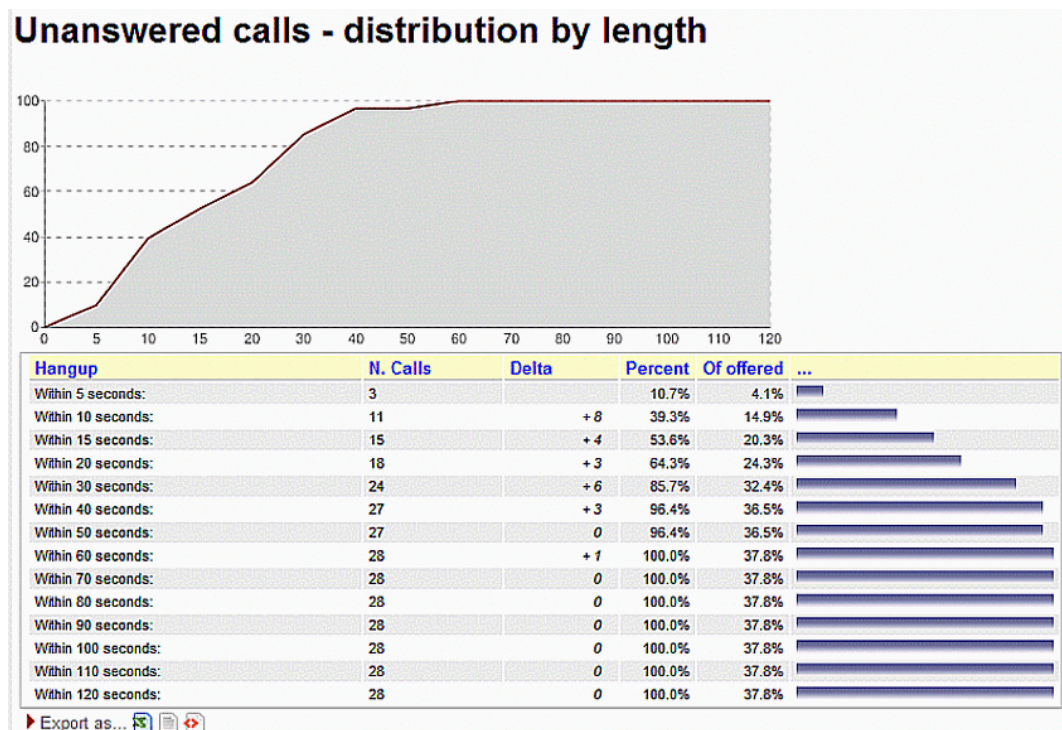 Unanswered calls - distribution by length
100
80
60
40
20
0
0 5 10 15 20 30 40 50 60 70 80 90 100 110 120
Hangup N. Calls Delta Percent Of offered ...
Within 5 seconds: 3 10.7% 4.1%
Within 10 seconds: 11 + 8 39.3% 14.9%
Within 15 seconds: 15 + 4 53.6% 20.3%
Within 20 seconds: 18 + 3 64.3% 24.3%
Within 30 seconds: 24 + 6 85.7% 32.4%
Within 40 seconds: 27 + 3 96.4% 36.5%
Within 50 seconds: 27 0 96.4% 36.5%
Within 60 seconds: 28 + 1 100.0% 37.8%
Within 70 seconds: 28 0 100.0% 37.8%
Within 80 seconds: 28 0 100.0% 37.8%
Within 90 seconds: 28 0 100.0% 37.8%
Within 100 seconds: 28 0 100.0% 37.8%
Within 110 seconds: 28 0 100.0% 37.8%
Within 120 seconds: 28 0 100.0% 37.8%
Export as...